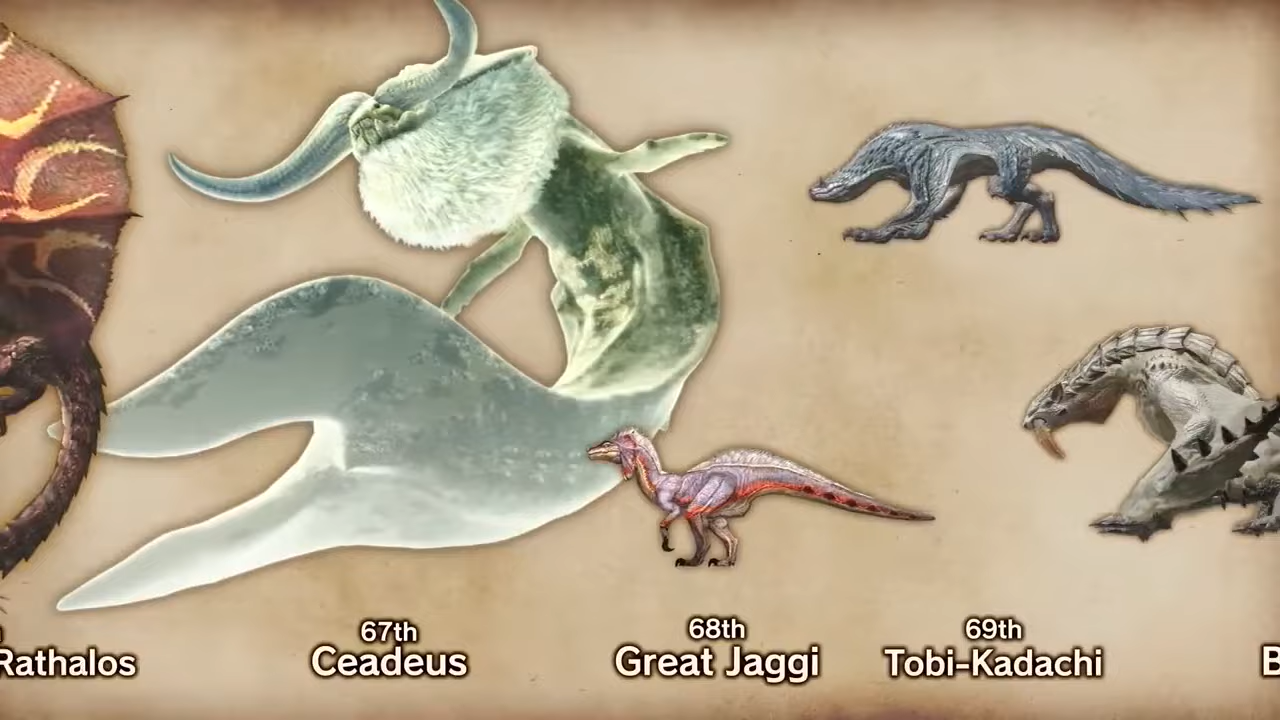 Rathalos
67th
Ceadeus
68th
Great Jaggi
69th
Tobi-Kadachi
B